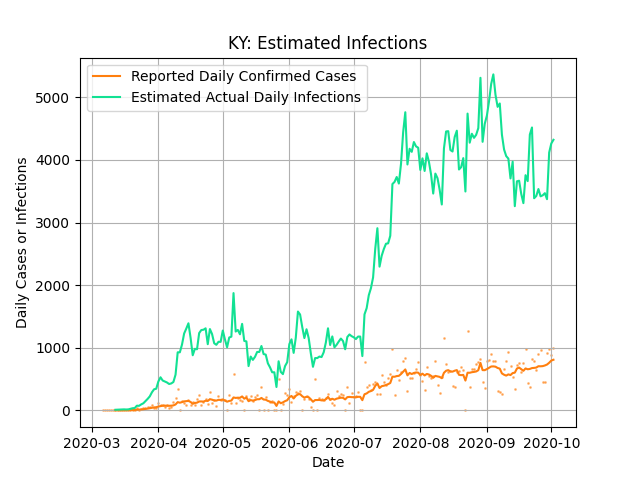 KY: Estimated Infections
Reported Daily Confirmed Cases
Estimated Actual Daily Infections
Daily Cases or Infections
5000
4000
3000
2000
1000
0
2020-03 2020-04 2020-05 2020-06 2020-07 2020-08 2020-09 2020-10
Date